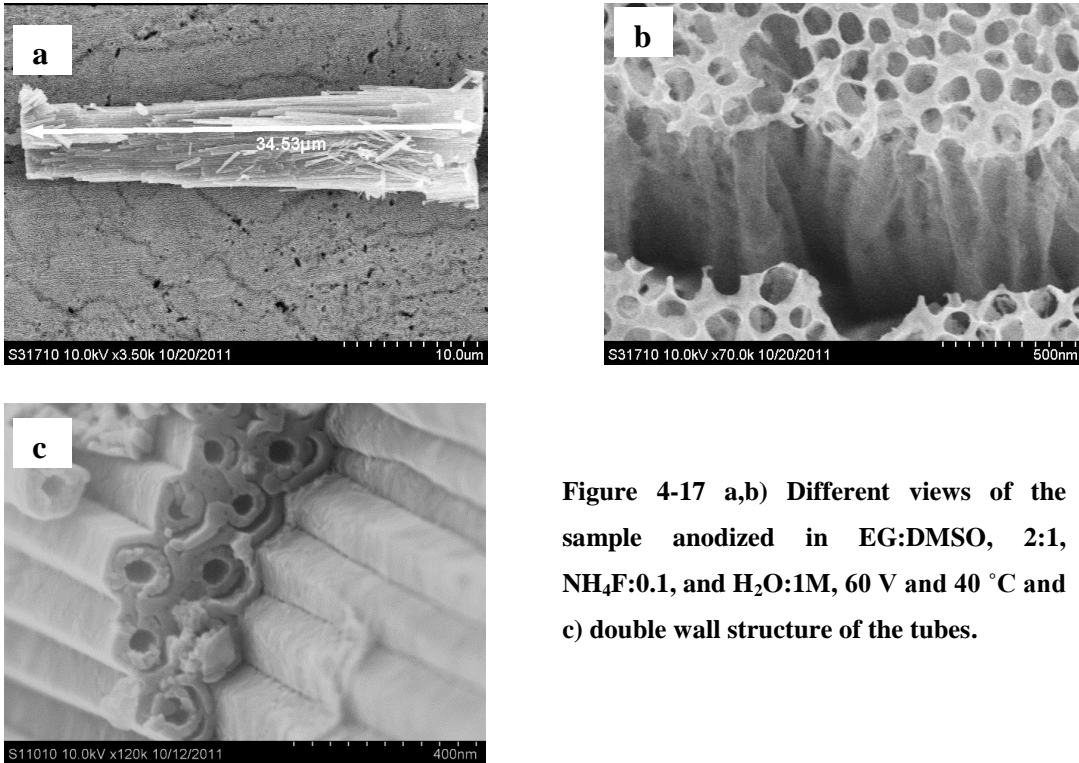 a
34.53µm
S31710 10.0kV x3.50k 10/20/2011 10.0um
b
S31710 10.0kV x70.0k 10/20/2011 500nm
c
S11010 10.0kV x120k 10/12/2011 400nm
Figure 4-17 a,b) Different views of the
sample anodized in EG:DMSO, 2:1,
NH₄F:0.1, and H₂O:1M, 60 V and 40 ˚C and
c) double wall structure of the tubes.